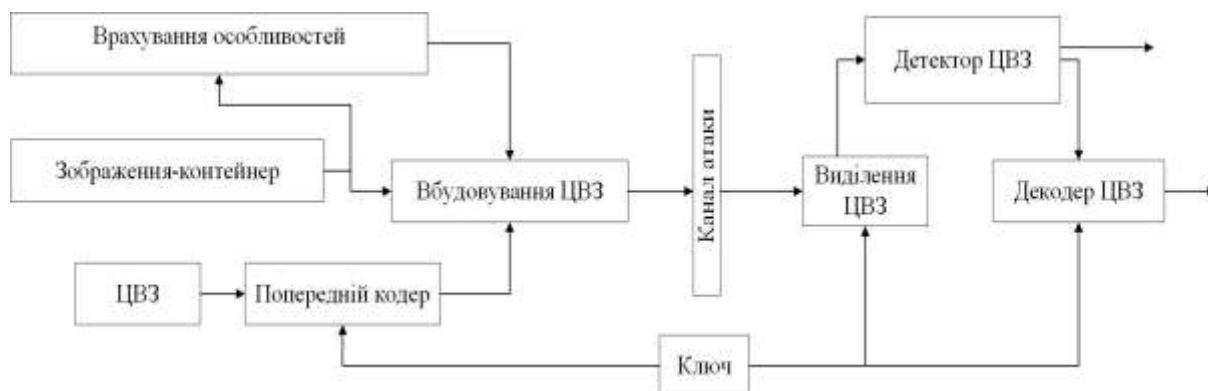 Врахування особливостей
Детектор ЦВЗ
Зображення-контейнер
Вбудовування ЦВЗ
Канал атаки
Виділення
ЦВЗ
Декодер ЦВЗ
ЦВЗ
Попередній кодер
Ключ